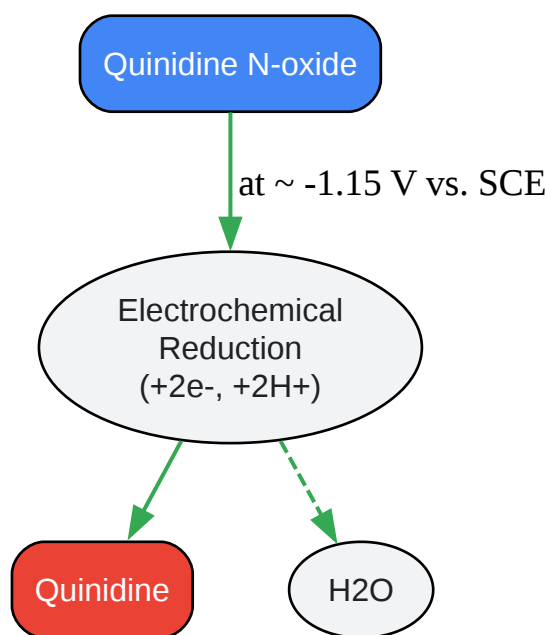 Quinidine N-oxide
at ~ -1.15 V vs. SCE
Electrochemical
Reduction
(+2e-, +2H+)
Quinidine
H2O